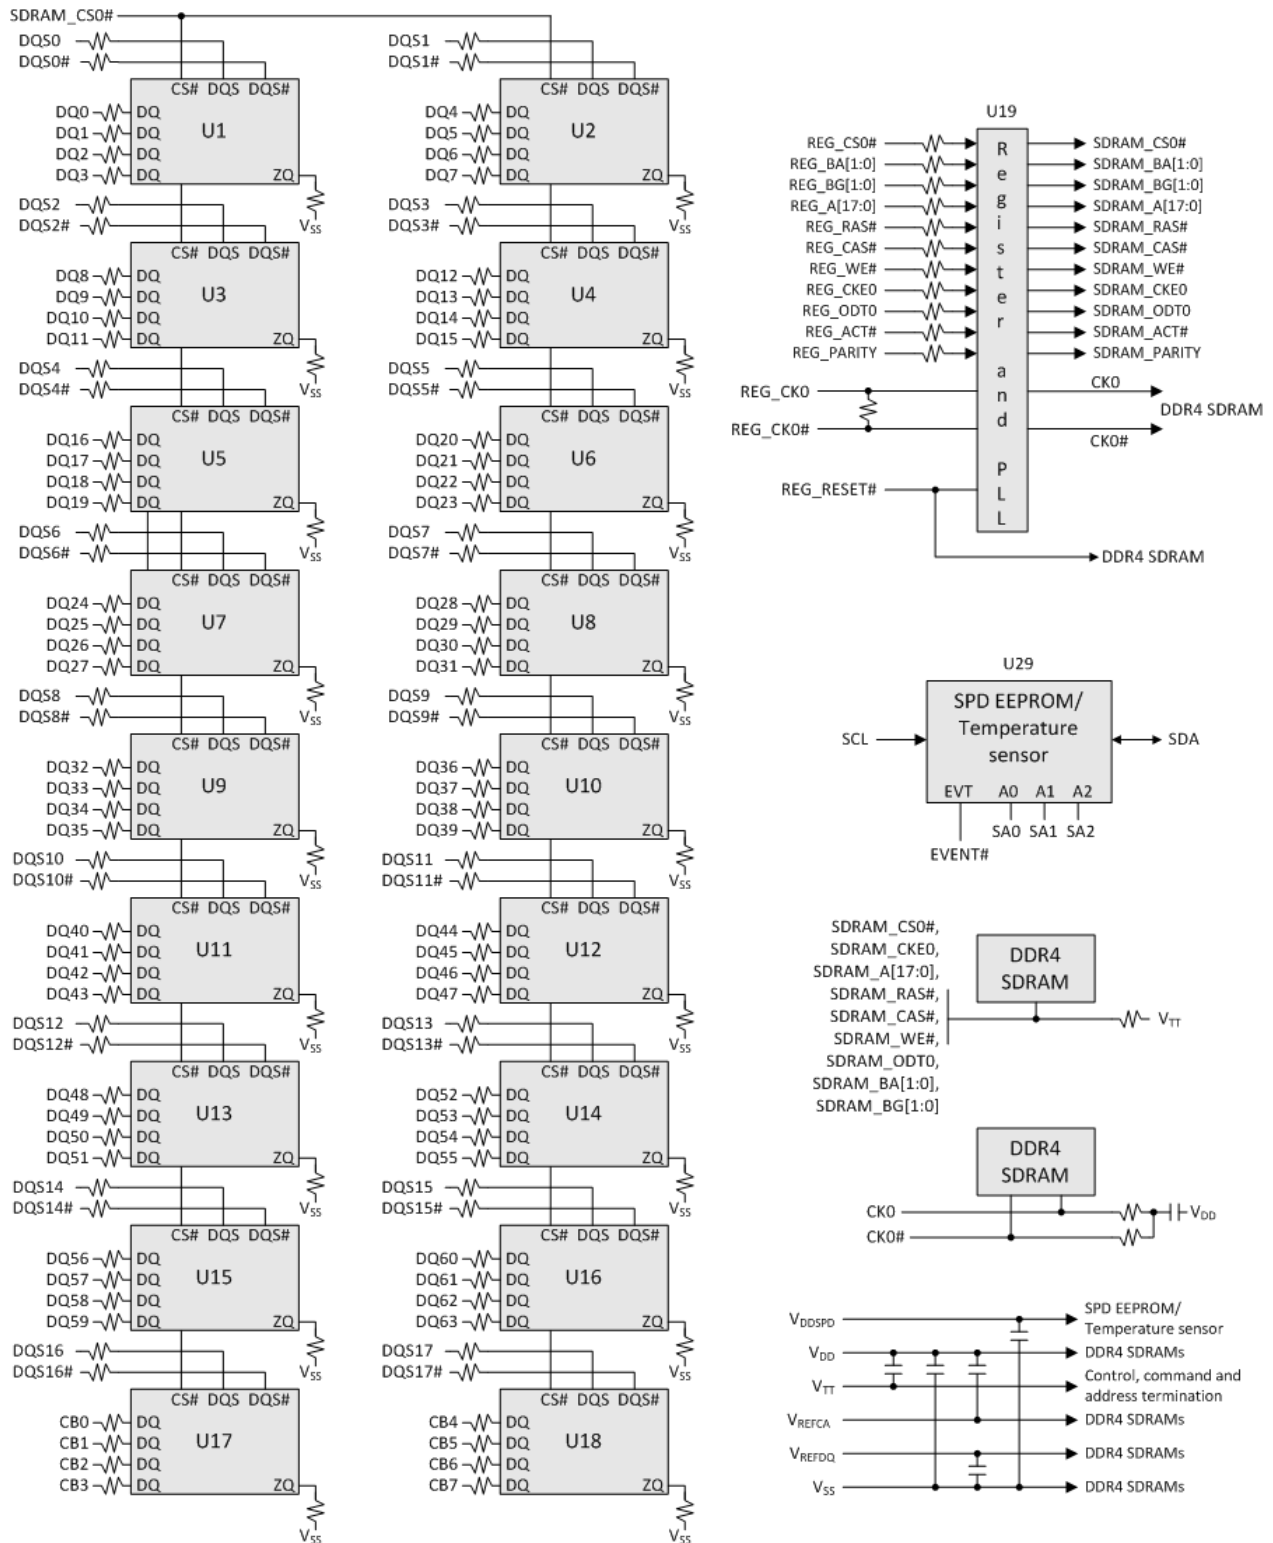 SDRAM_CS0#
DQS0
DQS0#
CS# DQS DQS#
DQ0 DQ
DQ1 DQ
DQ2 DQ
DQ3 DQ
U1
ZQ
VSS
DQS1
DQS1#
CS# DQS DQS#
DQ4 DQ
DQ5 DQ
DQ6 DQ
DQ7 DQ
U2
ZQ
VSS
DQS2
DQS2#
CS# DQS DQS#
DQ8 DQ
DQ9 DQ
DQ10 DQ
DQ11 DQ
U3
ZQ
VSS
DQS3
DQS3#
CS# DQS DQS#
DQ12 DQ
DQ13 DQ
DQ14 DQ
DQ15 DQ
U4
ZQ
VSS
DQS4
DQS4#
CS# DQS DQS#
DQ16 DQ
DQ17 DQ
DQ18 DQ
DQ19 DQ
U5
ZQ
VSS
DQS5
DQS5#
CS# DQS DQS#
DQ20 DQ
DQ21 DQ
DQ22 DQ
DQ23 DQ
U6
ZQ
VSS
DQS6
DQS6#
CS# DQS DQS#
DQ24 DQ
DQ25 DQ
DQ26 DQ
DQ27 DQ
U7
ZQ
VSS
DQS7
DQS7#
CS# DQS DQS#
DQ28 DQ
DQ29 DQ
DQ30 DQ
DQ31 DQ
U8
ZQ
VSS
DQS8
DQS8#
CS# DQS DQS#
DQ32 DQ
DQ33 DQ
DQ34 DQ
DQ35 DQ
U9
ZQ
VSS
DQS9
DQS9#
CS# DQS DQS#
DQ36 DQ
DQ37 DQ
DQ38 DQ
DQ39 DQ
U10
ZQ
VSS
DQS10
DQS10#
CS# DQS DQS#
DQ40 DQ
DQ41 DQ
DQ42 DQ
DQ43 DQ
U11
ZQ
VSS
DQS11
DQS11#
CS# DQS DQS#
DQ44 DQ
DQ45 DQ
DQ46 DQ
DQ47 DQ
U12
ZQ
VSS
DQS12
DQS12#
CS# DQS DQS#
DQ48 DQ
DQ49 DQ
DQ50 DQ
DQ51 DQ
U13
ZQ
VSS
DQS13
DQS13#
CS# DQS DQS#
DQ52 DQ
DQ53 DQ
DQ54 DQ
DQ55 DQ
U14
ZQ
VSS
DQS14
DQS14#
CS# DQS DQS#
DQ56 DQ
DQ57 DQ
DQ58 DQ
DQ59 DQ
U15
ZQ
VSS
DQS15
DQS15#
CS# DQS DQS#
DQ60 DQ
DQ61 DQ
DQ62 DQ
DQ63 DQ
U16
ZQ
VSS
DQS16
DQS16#
CS# DQS DQS#
CB0 DQ
CB1 DQ
CB2 DQ
CB3 DQ
U17
ZQ
VSS
DQS17
DQS17#
CS# DQS DQS#
CB4 DQ
CB5 DQ
CB6 DQ
CB7 DQ
U18
ZQ
VSS
U19
Register and PLL
REG_CS0# SDRAM_CS0#
REG_BA[1:0] SDRAM_BA[1:0]
REG_BG[1:0] SDRAM_BG[1:0]
REG_A[17:0] SDRAM_A[17:0]
REG_RAS# SDRAM_RAS#
REG_CAS# SDRAM_CAS#
REG_WE# SDRAM_WE#
REG_CKE0 SDRAM_CKE0
REG_ODT0 SDRAM_ODT0
REG_ACT# SDRAM_ACT#
REG_PARITY SDRAM_PARITY
REG_CK0 CK0
DDR4 SDRAM
REG_CK0# CK0#
REG_RESET#
DDR4 SDRAM
U29
SPD EEPROM/
Temperature
sensor
SCL SDA
EVT A0 A1 A2
SA0 SA1 SA2
EVENT#
SDRAM_CS0#,
SDRAM_CKE0,
SDRAM_A[17:0],
SDRAM_RAS#,
SDRAM_CAS#,
SDRAM_WE#,
SDRAM_ODT0,
SDRAM_BA[1:0],
SDRAM_BG[1:0]
DDR4
SDRAM
VTT
DDR4
SDRAM
CK0
VDD
CK0#
VDDSPD
SPD EEPROM/
Temperature sensor
VDD DDR4 SDRAMs
VTT
Control, command and
address termination
VREFCA DDR4 SDRAMs
VREFDQ DDR4 SDRAMs
VSS DDR4 SDRAMs